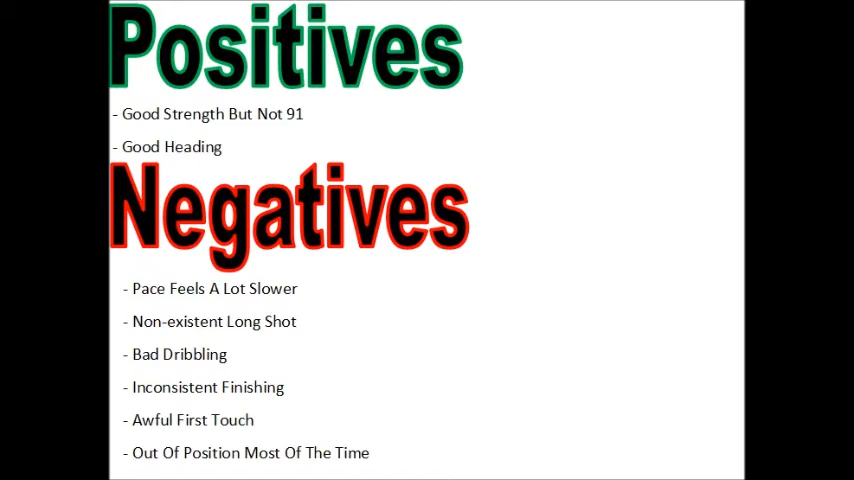 Positives
- Good Strength But Not 91
- Good Heading
Negatives
- Pace Feels A Lot Slower
- Non-existent Long Shot
- Bad Dribbling
- Inconsistent Finishing
- Awful First Touch
- Out Of Position Most Of The Time